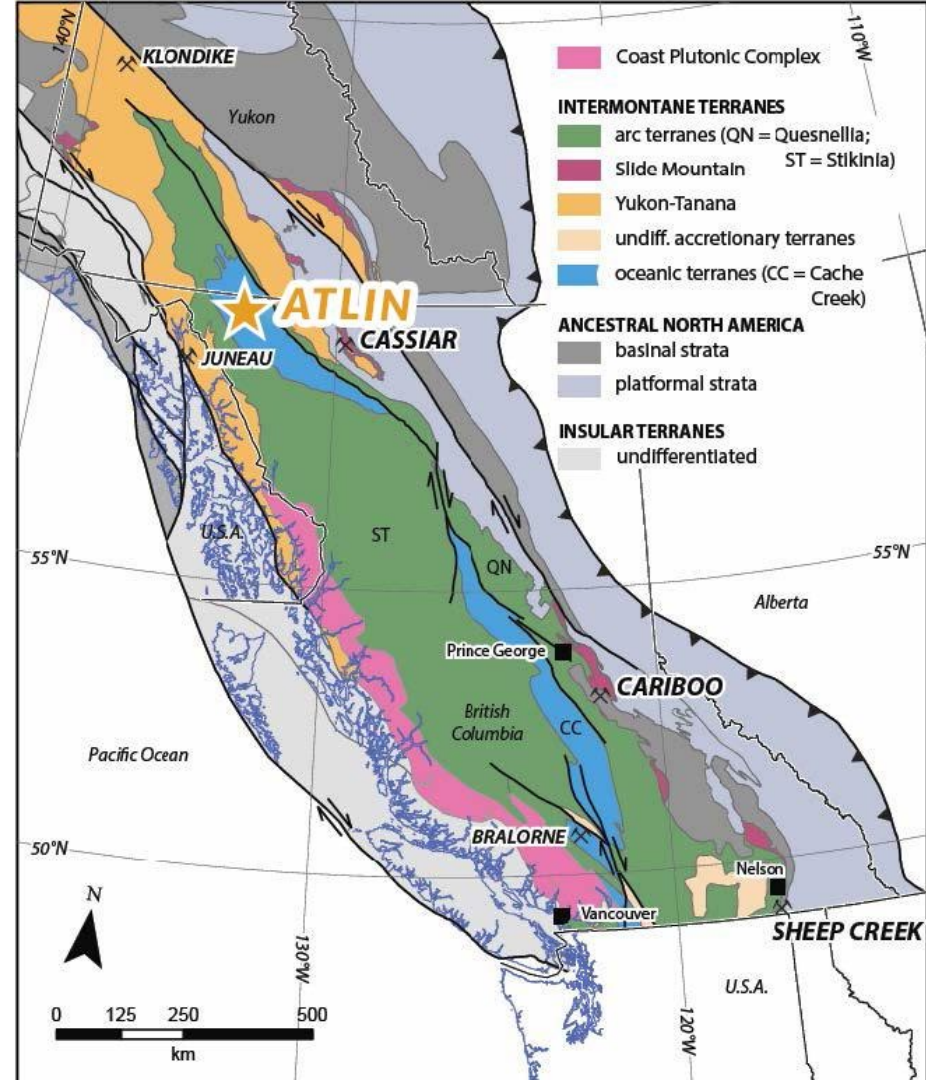 140°N
110°W
KLONDIKE
Yukon
Coast Plutonic Complex
INTERMONTANE TERRANES
arc terranes (QN = Quesnellia;
ST = Stikinia)
Slide Mountain
Yukon-Tanana
undiff. accretionary terranes
oceanic terranes (CC = Cache
Creek)
ANCESTRAL NORTH AMERICA
basinal strata
platformal strata
INSULAR TERRANES
undifferentiated
ATLIN
CASSIAR
JUNEAU
U.S.A.
ST
QN
55°N
55°N
Alberta
Prince George
CARIBOO
British
Columbia
CC
Pacific Ocean
BRALORNE
50°N
Nelson
Vancouver
SHEEP CREEK
N
130°W
120°W
U.S.A.
0 125 250 500
km